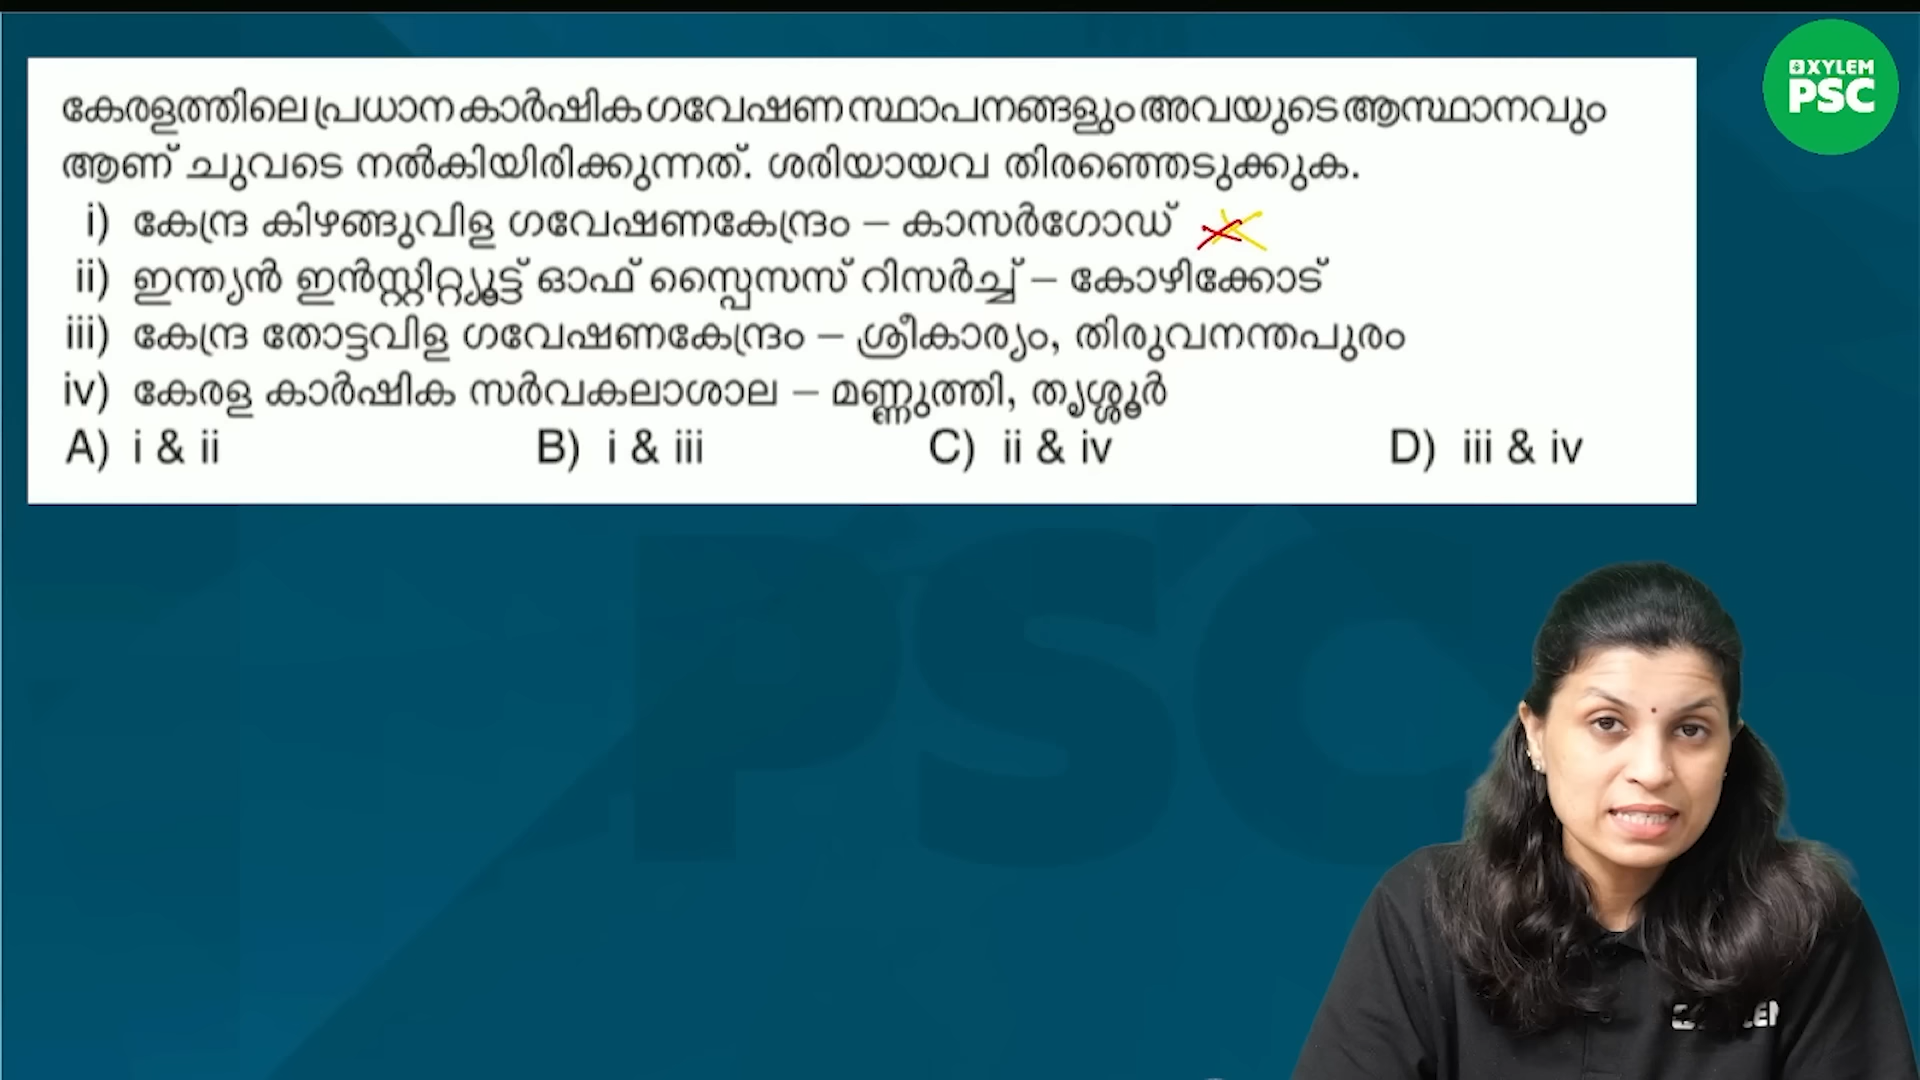 കേരളത്തിലെ പ്രധാന കാർഷിക ഗവേഷണ സ്ഥാപനങ്ങളും അവയുടെ ആസ്ഥാനവും
ആണ് ചുവടെ നൽകിയിരിക്കുന്നത്. ശരിയായവ തിരഞ്ഞെടുക്കുക.
i) കേന്ദ്ര കിഴങ്ങുവിള ഗവേഷണകേന്ദ്രം – കാസർഗോഡ്
ii) ഇന്ത്യൻ ഇൻസ്റ്റിറ്റ്യൂട്ട് ഓഫ് സ്പൈസസ് റിസർച്ച് – കോഴിക്കോട്
iii) കേന്ദ്ര തോട്ടവിള ഗവേഷണകേന്ദ്രം – ശ്രീകാര്യം, തിരുവനന്തപുരം
iv) കേരള കാർഷിക സർവകലാശാല – മണ്ണുത്തി, തൃശ്ശൂർ
A) i & ii B) i & iii C) ii & iv D) iii & iv
XYLEM
PSC
PSC